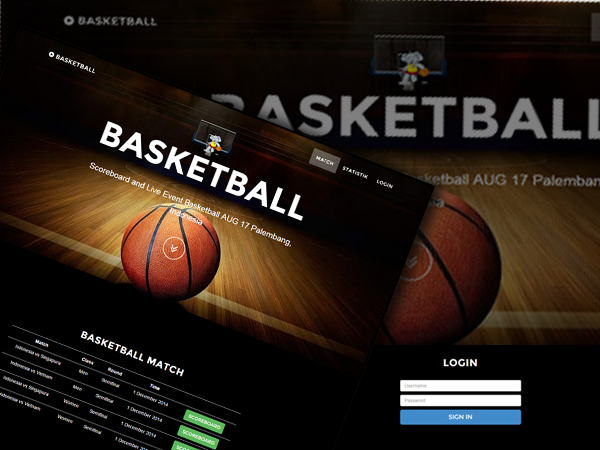 BASKETBALL
BASKETBALL
MATCH STATISTIK LOGIN
BASKETBALL
Scoreboard and Live Event Basketball AUG 17 Palembang,
Indonesia
BASKETBALL
ketball AUG 17 Palemban
BASKETBALL MATCH
Match Class Round Time
Indonesia vs Singapura Men Semifinal 1 December 2014 SCOREBOARD
Indonesia vs Vietnam Men Semifinal 1 December 2014 SCOREBOARD
Indonesia vs Singapura Women Semifinal 1 December 2014
Indonesia vs Vietnam Women Semifinal 1 December 2014
LOGIN
Username
Password
SIGN IN